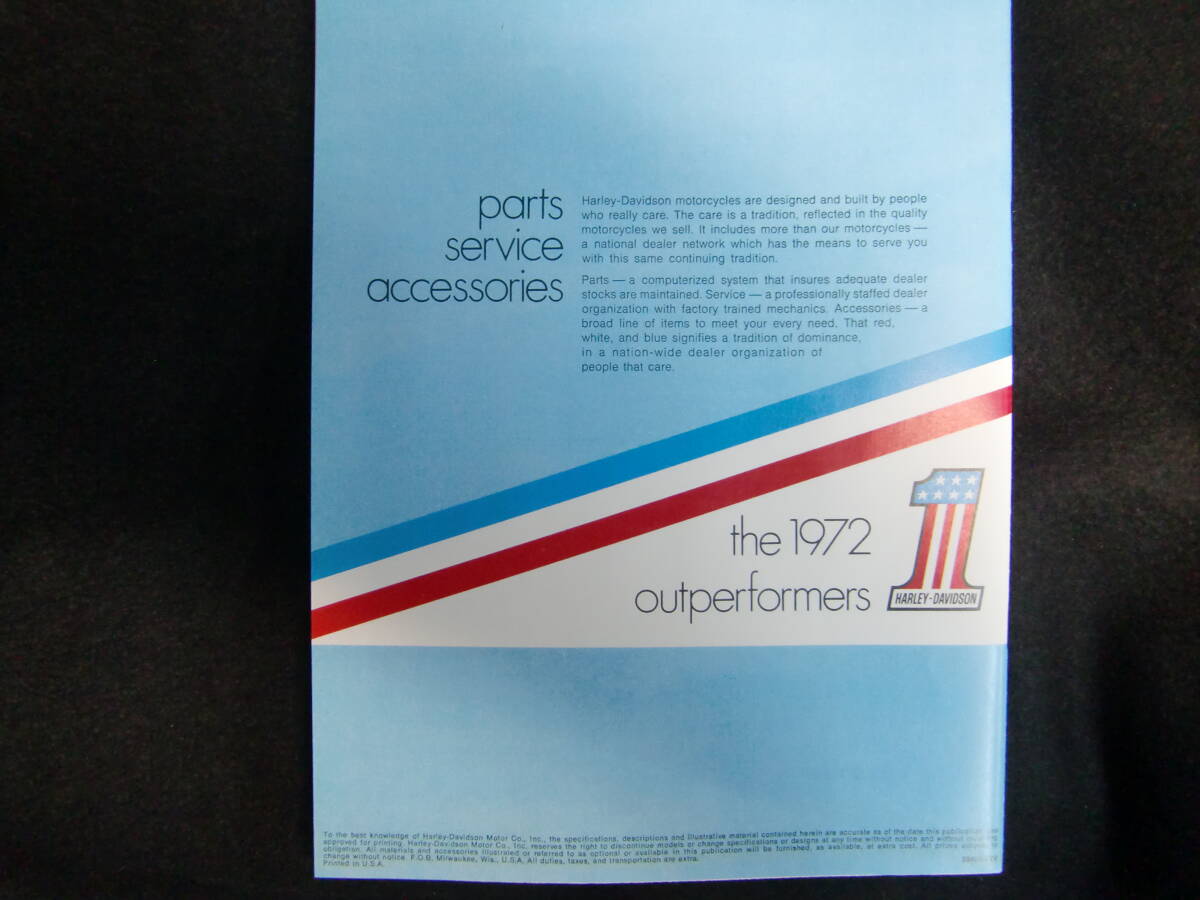 parts
service
accessories
Harley-Davidson motorcycles are designed and built by people
who really care. The care is a tradition, reflected in the quality
motorcycles we sell. It includes more than our motorcycles —
a national dealer network which has the means to serve you
with this same continuing tradition.
Parts — a computerized system that insures adequate dealer
stocks are maintained. Service — a professionally staffed dealer
organization with factory trained mechanics. Accessories — a
broad line of items to meet your every need. That red,
white, and blue signifies a tradition of dominance,
in a nation-wide dealer organization of
people that care.
the 1972
outperformers
HARLEY-DAVIDSON
To the best knowledge of Harley-Davidson Motor Co., Inc., the specifications, descriptions and illustrative material contained herein are accurate as of the date this publication
approved for printing. Harley-Davidson Motor Co., Inc. reserves the right to discontinue models or change specifications or designs at any time without notice and without
obligation. All materials and accessories illustrated or referred to as optional or available in this publication will be furnished, as available, at extra cost. All prices
change without notice. F.O.B. Milwaukee, Wis., U.S.A. All duties, taxes, and transportation are extra.
Printed in U.S.A.